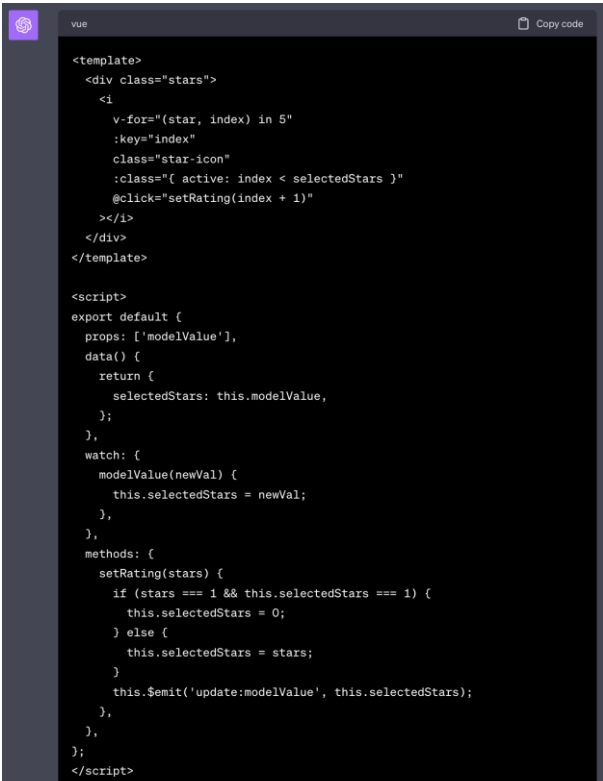 vue Copy code
<template>
  <div class="stars">
    <i
      v-for="(star, index) in 5"
      :key="index"
      class="star-icon"
      :class="{ active: index < selectedStars }"
      @click="setRating(index + 1)"
    ></i>
  </div>
</template>

<script>
export default {
  props: ['modelValue'],
  data() {
    return {
      selectedStars: this.modelValue,
    };
  },
  watch: {
    modelValue(newVal) {
      this.selectedStars = newVal;
    },
  },
  methods: {
    setRating(stars) {
      if (stars === 1 && this.selectedStars === 1) {
        this.selectedStars = 0;
      } else {
        this.selectedStars = stars;
      }
      this.$emit('update:modelValue', this.selectedStars);
    },
  },
};
</script>